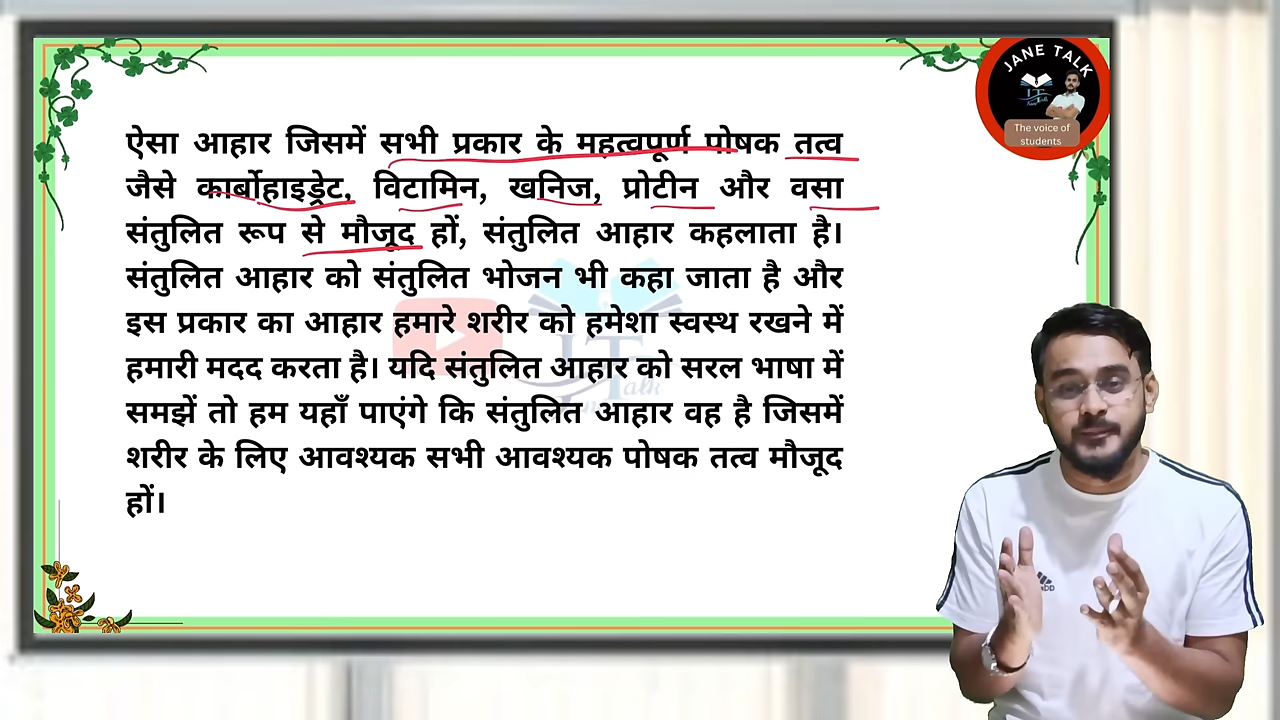 ऐसा आहार जिसमें सभी प्रकार के महत्वपूर्ण पोषक तत्व
जैसे कार्बोहाइड्रेट, विटामिन, खनिज, प्रोटीन और वसा
संतुलित रूप से मौजूद हों, संतुलित आहार कहलाता है।
संतुलित आहार को संतुलित भोजन भी कहा जाता है और
इस प्रकार का आहार हमारे शरीर को हमेशा स्वस्थ रखने में
हमारी मदद करता है। यदि संतुलित आहार को सरल भाषा में
समझें तो हम यहाँ पाएंगे कि संतुलित आहार वह है जिसमें
शरीर के लिए आवश्यक सभी आवश्यक पोषक तत्व मौजूद
हों।
JANE TALK
The voice of
students